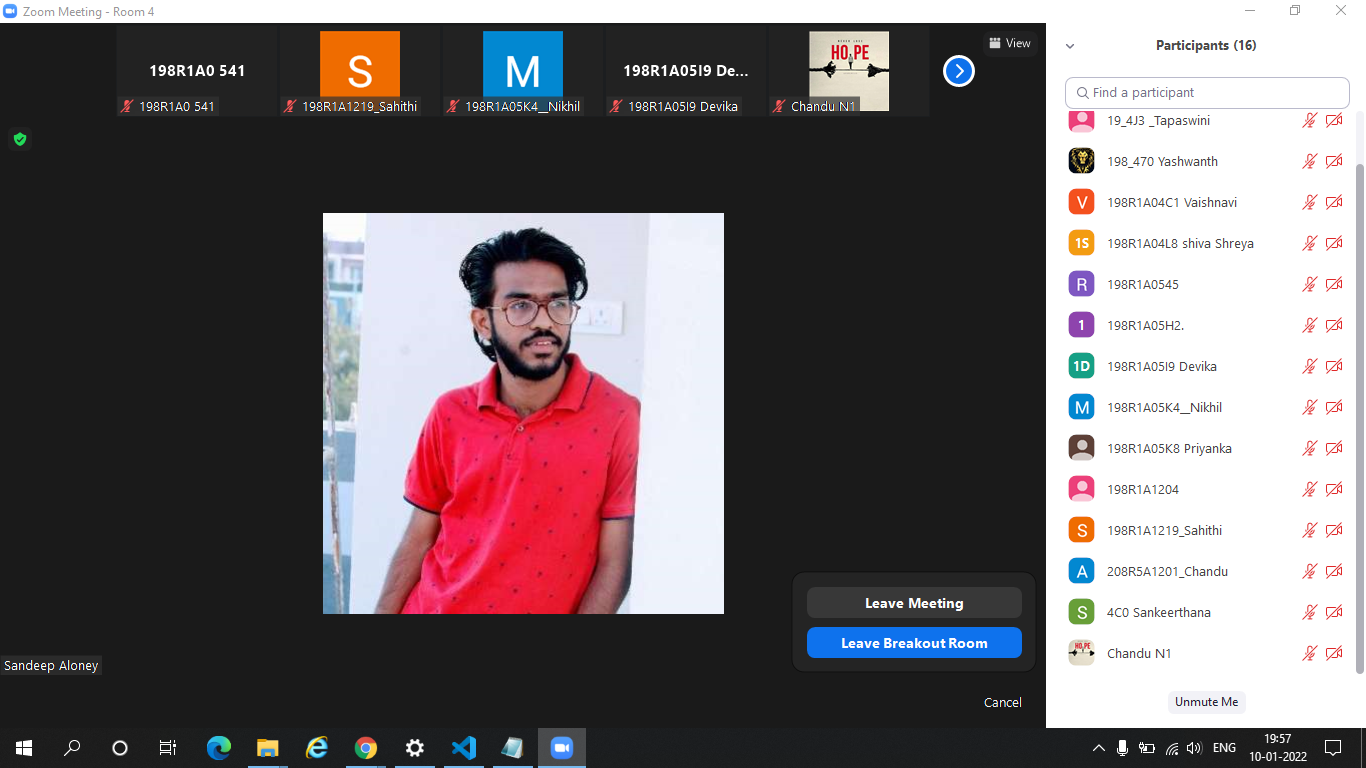 Zoom Meeting - Room 4
198R1A0 541
S
M
198R1A05I9 De...
HOPE
198R1A0 541
198R1A1219_Sahithi
198R1A05K4__Nikhil
198R1A05I9 Devika
Chandu N1
View
Sandeep Aloney
Leave Meeting
Leave Breakout Room
Cancel
Participants (16)
Find a participant
19_4J3 _Tapaswini
198_470 Yashwanth
V 198R1A04C1 Vaishnavi
1S 198R1A04L8 shiva Shreya
R 198R1A0545
1 198R1A05H2.
1D 198R1A05I9 Devika
M 198R1A05K4__Nikhil
198R1A05K8 Priyanka
198R1A1204
S 198R1A1219_Sahithi
A 208R5A1201_Chandu
S 4C0 Sankeerthana
HOPE Chandu N1
Unmute Me
ENG
19:57
10-01-2022